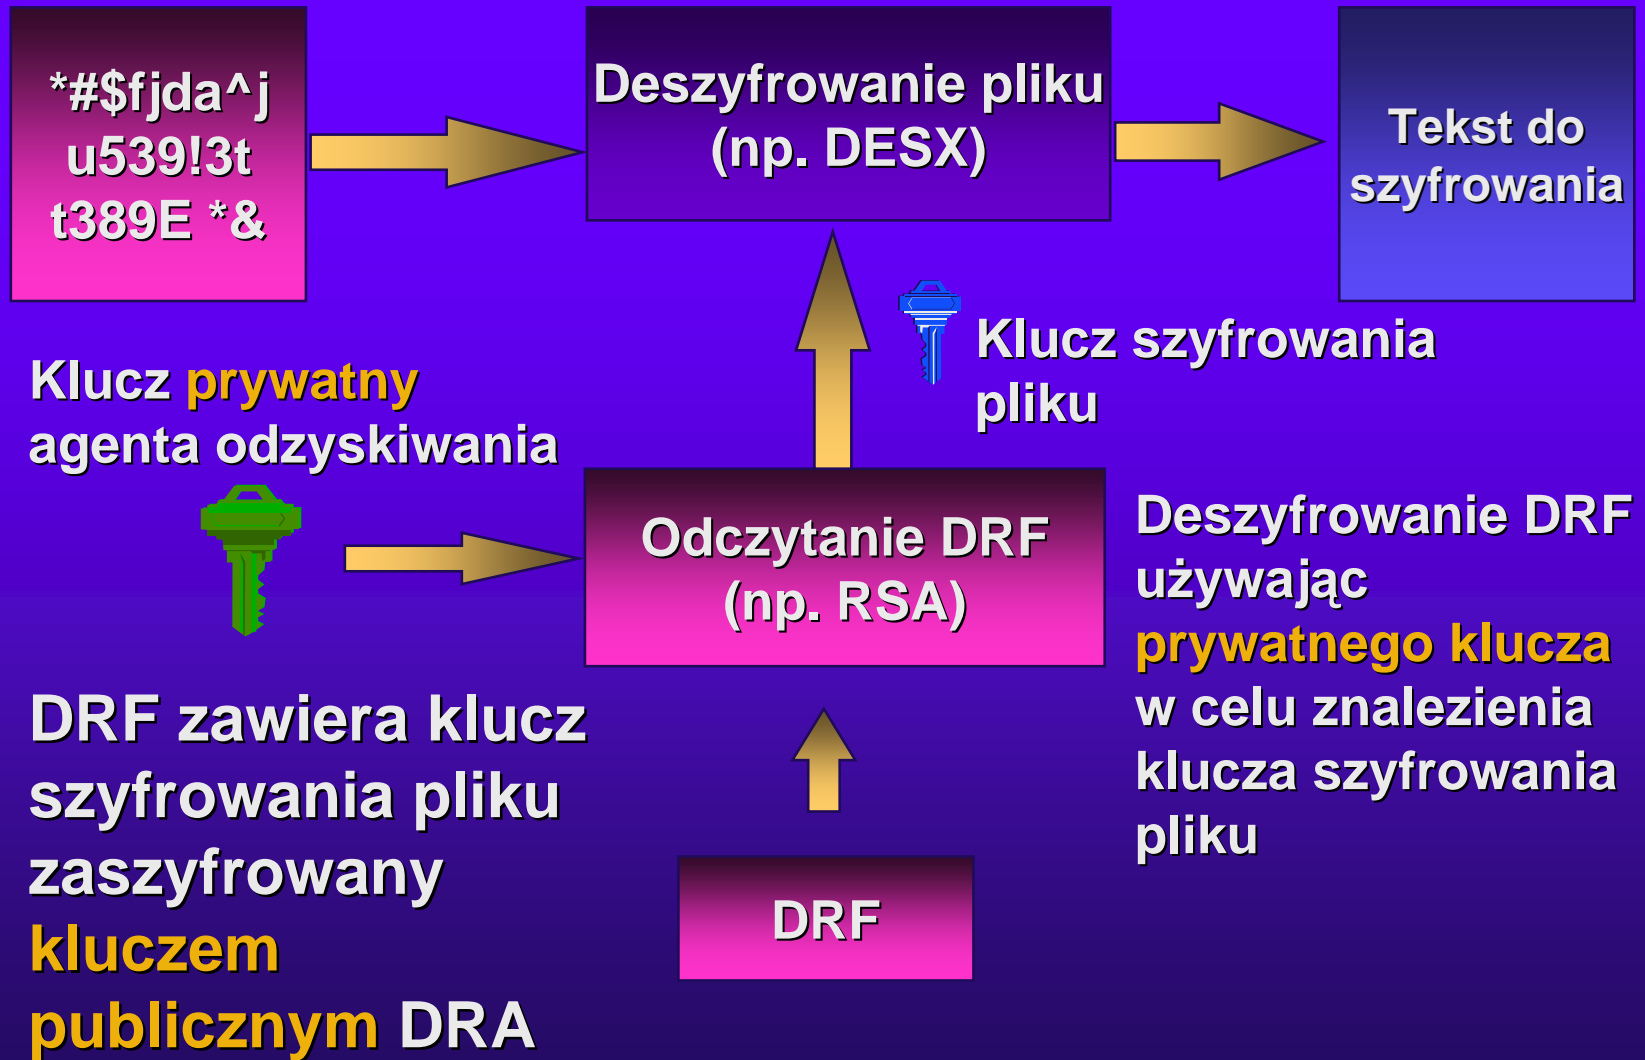 *#$fjda^j
u539!3t
t389E *&
Deszyfrowanie pliku
(np. DESX)
Tekst do
szyfrowania
Klucz szyfrowania
pliku
Klucz prywatny
agenta odzyskiwania
Odczytanie DRF
(np. RSA)
Deszyfrowanie DRF
używając
prywatnego klucza
w celu znalezienia
klucza szyfrowania
pliku
DRF zawiera klucz
szyfrowania pliku
zaszyfrowany
kluczem
publicznym DRA
DRF